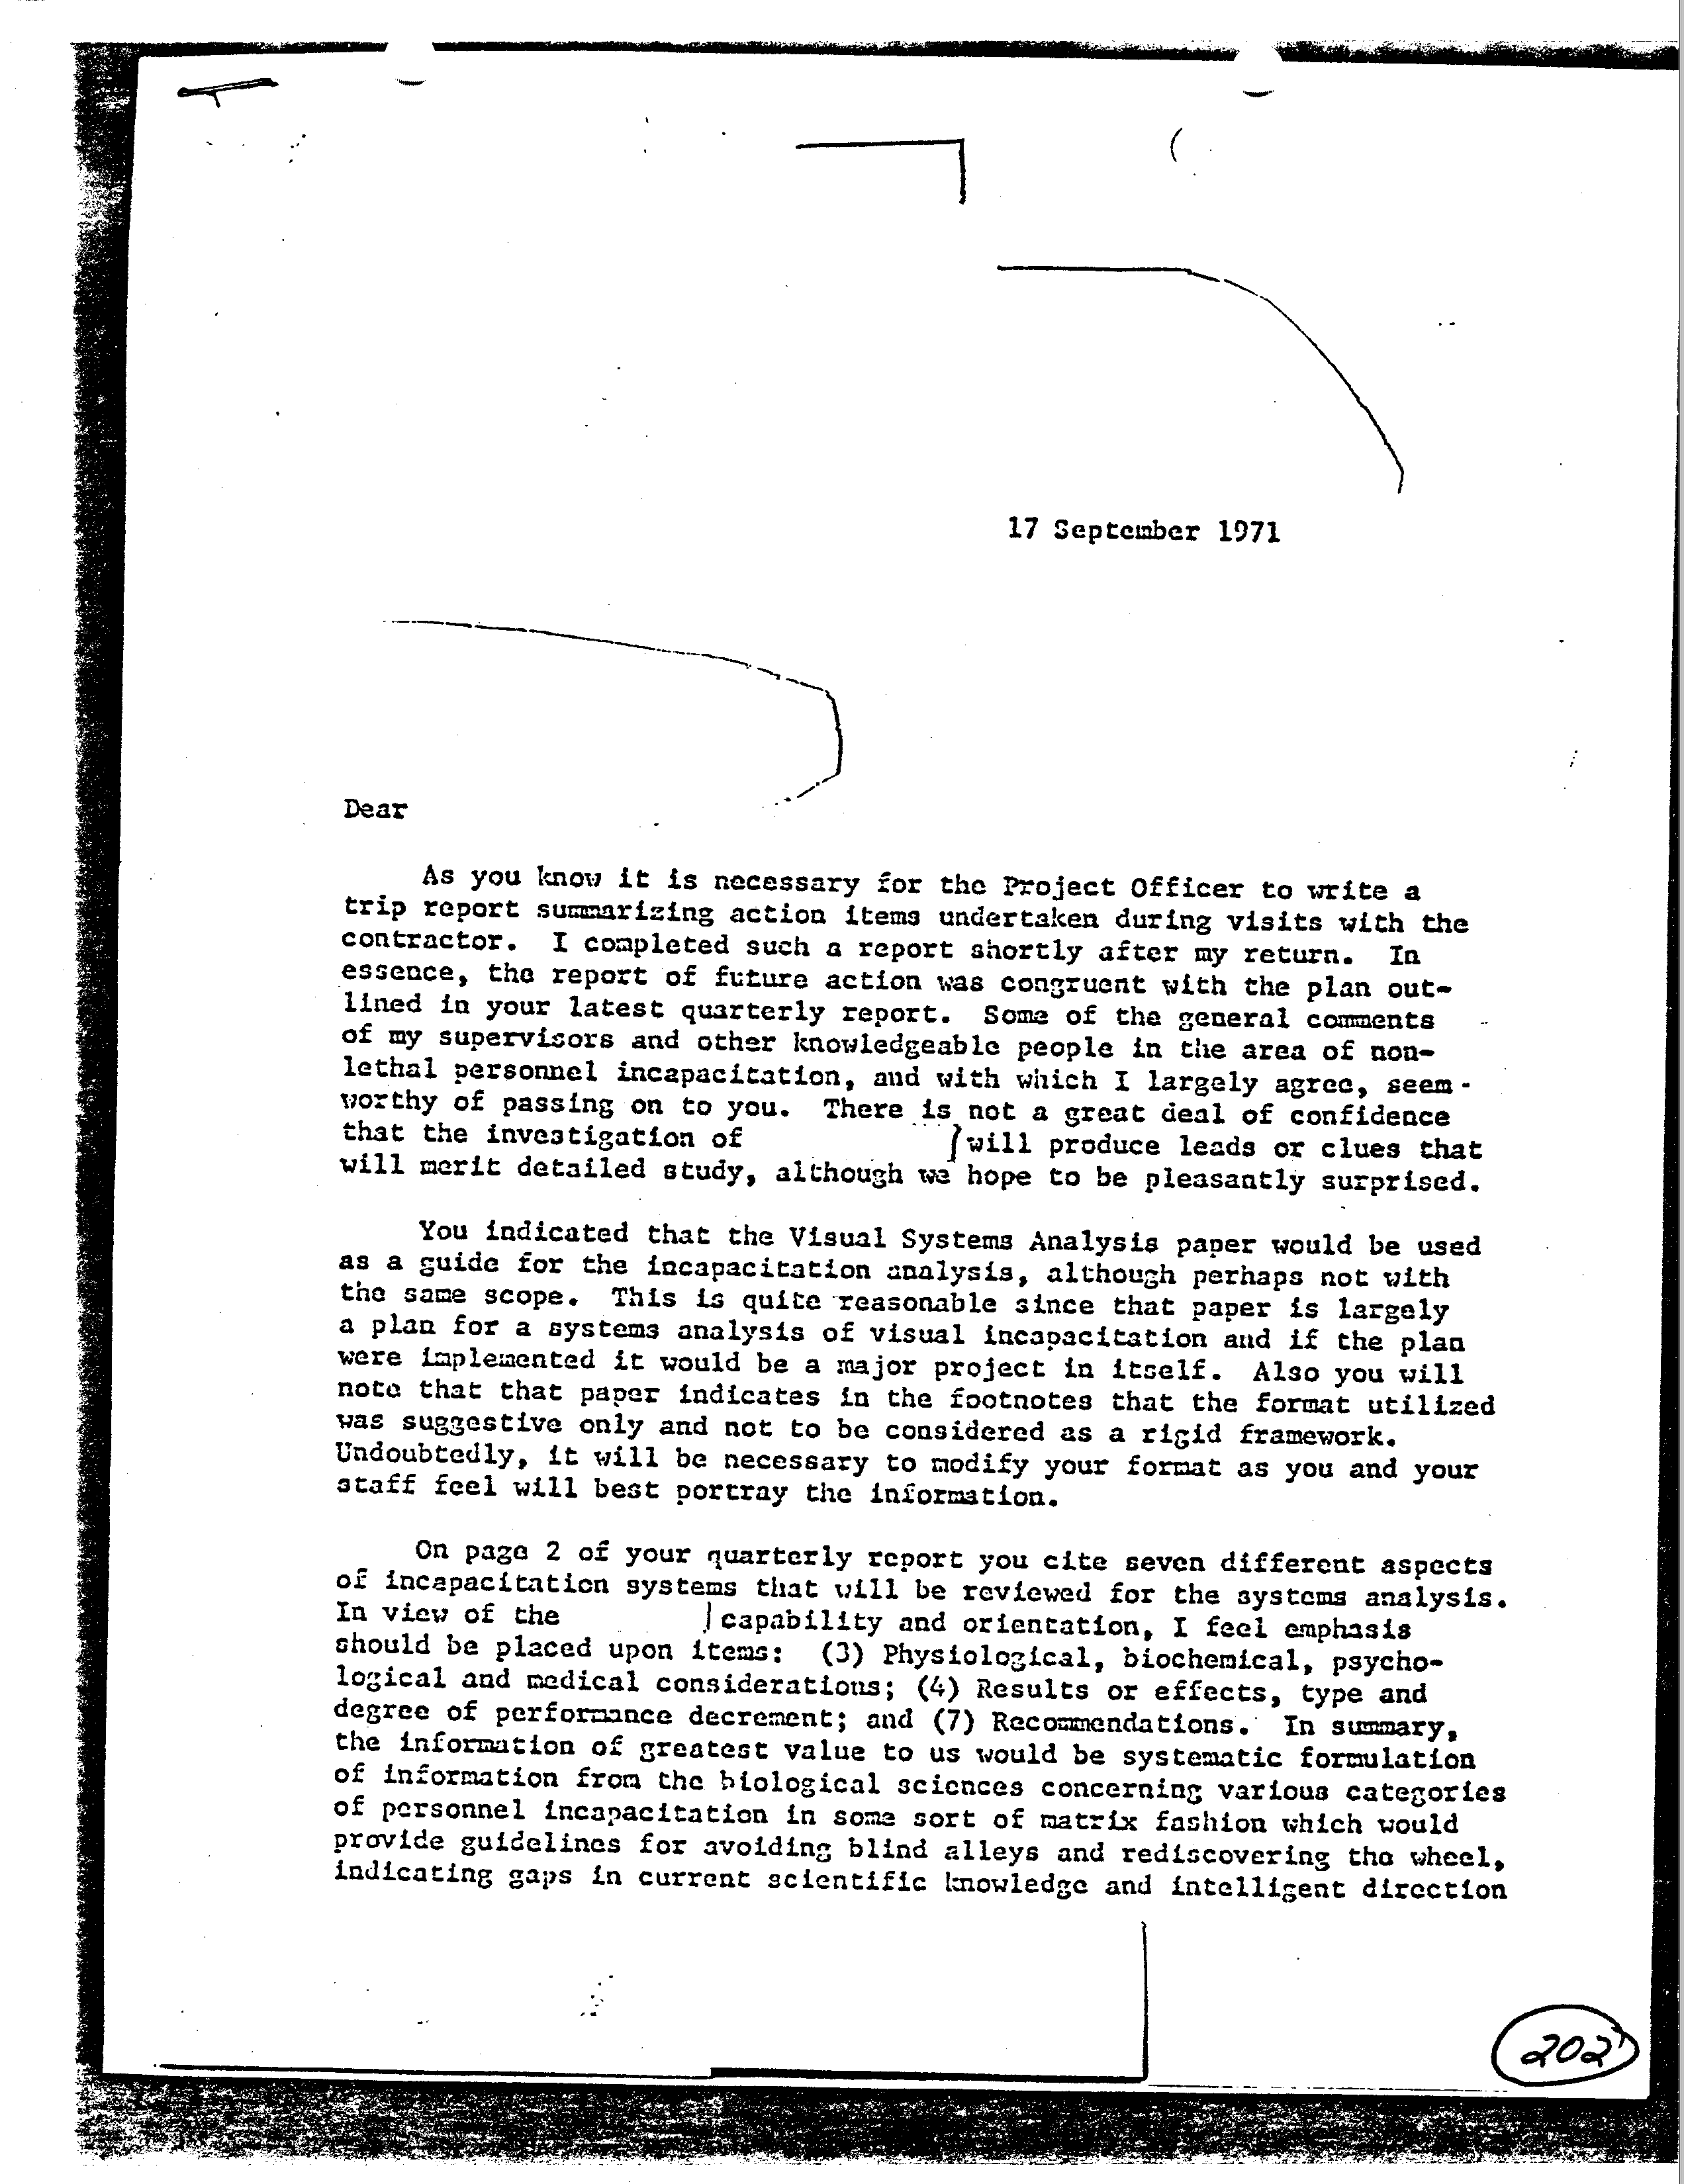 17 September 1971
Dear
As you know it is necessary for the Project Officer to write a
trip report summarizing action items undertaken during visits with the
contractor. I completed such a report shortly after my return. In
essence, the report of future action was congruent with the plan out-
lined in your latest quarterly report. Some of the general comments
of my supervisors and other knowledgeable people in the area of non-
lethal personnel incapacitation, and with which I largely agree, seem
worthy of passing on to you. There is not a great deal of confidence
that the investigation of will produce leads or clues that
will merit detailed study, although we hope to be pleasantly surprised.
You indicated that the Visual Systems Analysis paper would be used
as a guide for the incapacitation analysis, although perhaps not with
the same scope. This is quite reasonable since that paper is largely
a plan for a systems analysis of visual incapacitation and if the plan
were implemented it would be a major project in itself. Also you will
note that that paper indicates in the footnotes that the format utilized
was suggestive only and not to be considered as a rigid framework.
Undoubtedly, it will be necessary to modify your format as you and your
staff feel will best portray the information.
On page 2 of your quarterly report you cite seven different aspects
of incapacitation systems that will be reviewed for the systems analysis.
In view of the capability and orientation, I feel emphasis
should be placed upon items: (3) Physiological, biochemical, psycho-
logical and medical considerations; (4) Results or effects, type and
degree of performance decrement; and (7) Recommendations. In summary,
the information of greatest value to us would be systematic formulation
of information from the biological sciences concerning various categories
of personnel incapacitation in some sort of matrix fashion which would
provide guidelines for avoiding blind alleys and rediscovering the wheel,
indicating gaps in current scientific knowledge and intelligent direction
202